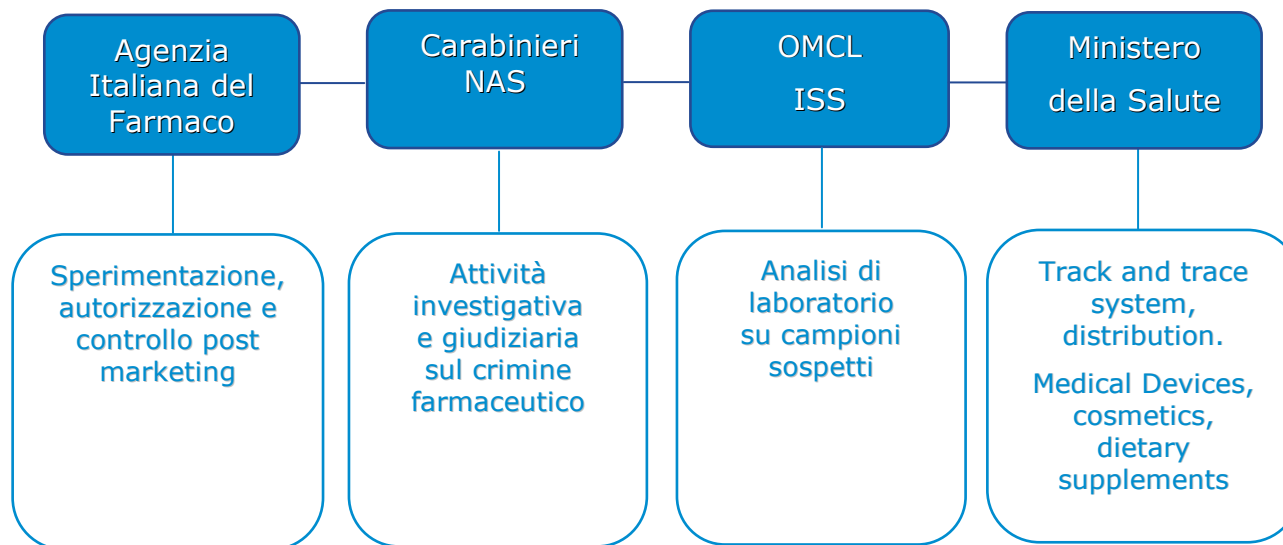 Agenzia
Italiana del
Farmaco
Carabinieri
NAS
OMCL
ISS
Ministero
della Salute
Sperimentazione,
autorizzazione e
controllo post
marketing
Attività
investigativa
e giudiziaria
sul crimine
farmaceutico
Analisi di
laboratorio
su campioni
sospetti
Track and trace
system,
distribution.
Medical Devices,
cosmetics,
dietary
supplements